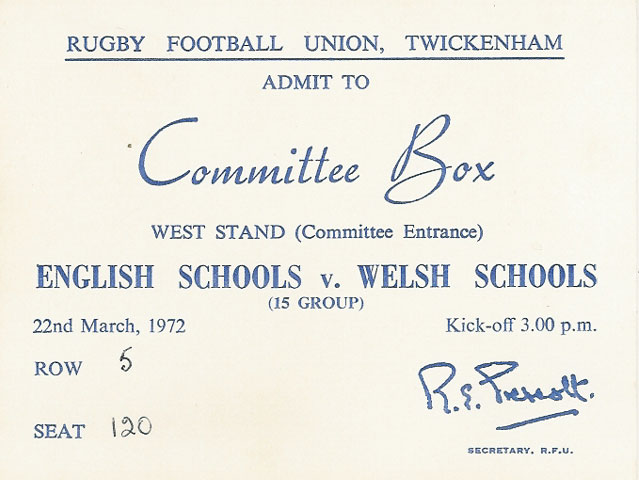 RUGBY FOOTBALL UNION, TWICKENHAM
ADMIT TO
Committee Box
WEST STAND (Committee Entrance)
ENGLISH SCHOOLS v. WELSH SCHOOLS
(15 GROUP)
22nd March, 1972 Kick-off 3.00 p.m.
ROW 5
R.E. Prescott.
SEAT 120
SECRETARY, R.F.U.